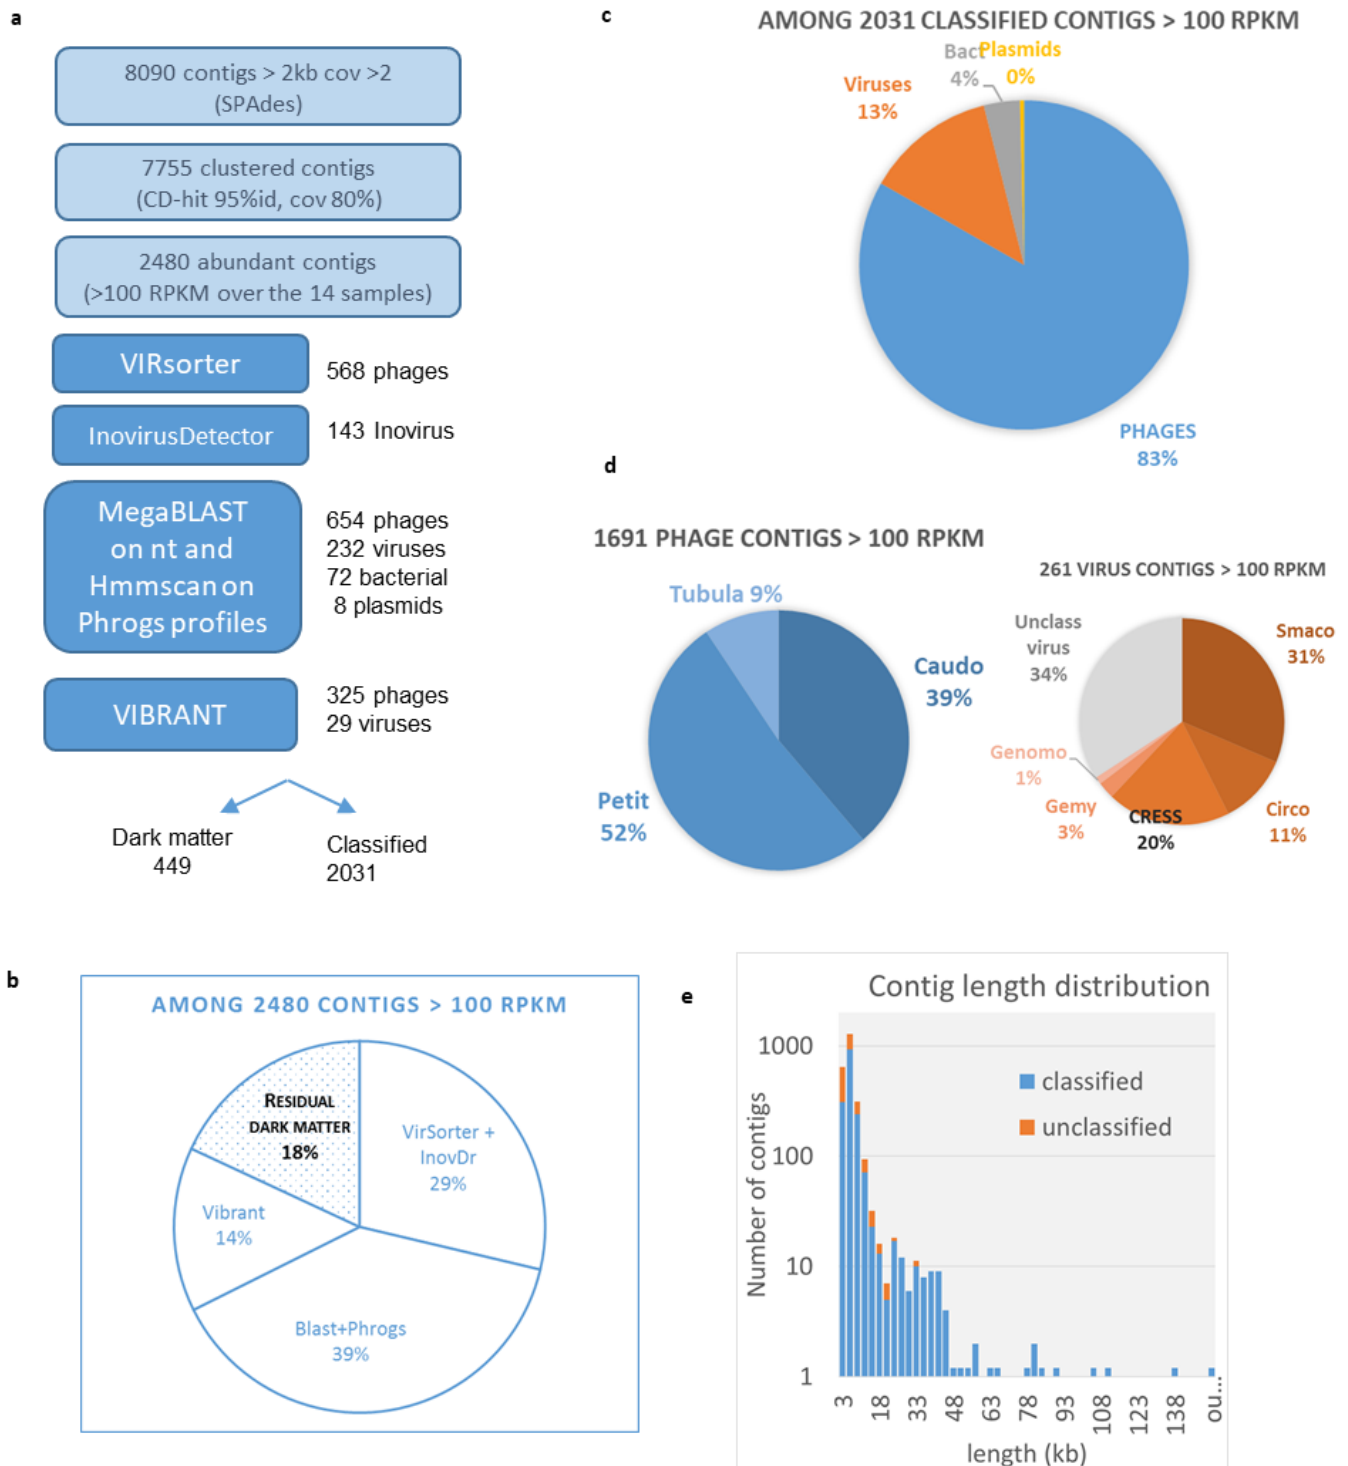 a
8090 contigs > 2kb cov >2
(SPAdes)
7755 clustered contigs
(CD-hit 95%id, cov 80%)
2480 abundant contigs
(>100 RPKM over the 14 samples)
VIRsorter
568 phages
InovirusDetector
143 Inovirus
MegaBLAST
on nt and
Hmmscan on
Phrogs profiles
654 phages
232 viruses
72 bacterial
8 plasmids
VIBRANT
325 phages
29 viruses
Dark matter
449
Classified
2031
b
AMONG 2480 CONTIGS > 100 RPKM
RESIDUAL
DARK MATTER
18%
VirSorter +
InovDr
29%
Vibrant
14%
Blast+Phrogs
39%
c
AMONG 2031 CLASSIFIED CONTIGS > 100 RPKM
Bact
4%
Plasmids
0%
Viruses
13%
PHAGES
83%
d
1691 PHAGE CONTIGS > 100 RPKM
Tubula 9%
Caudo
39%
Petit
52%
261 VIRUS CONTIGS > 100 RPKM
Unclass
virus
34%
Smaco
31%
Genomo
1%
Gemy
3%
CRESS
20%
Circo
11%
e
Contig length distribution
Number of contigs
1000
100
10
1
classified
unclassified
3 18 33 48 63 78 93 108 123 138 ou...
length (kb)